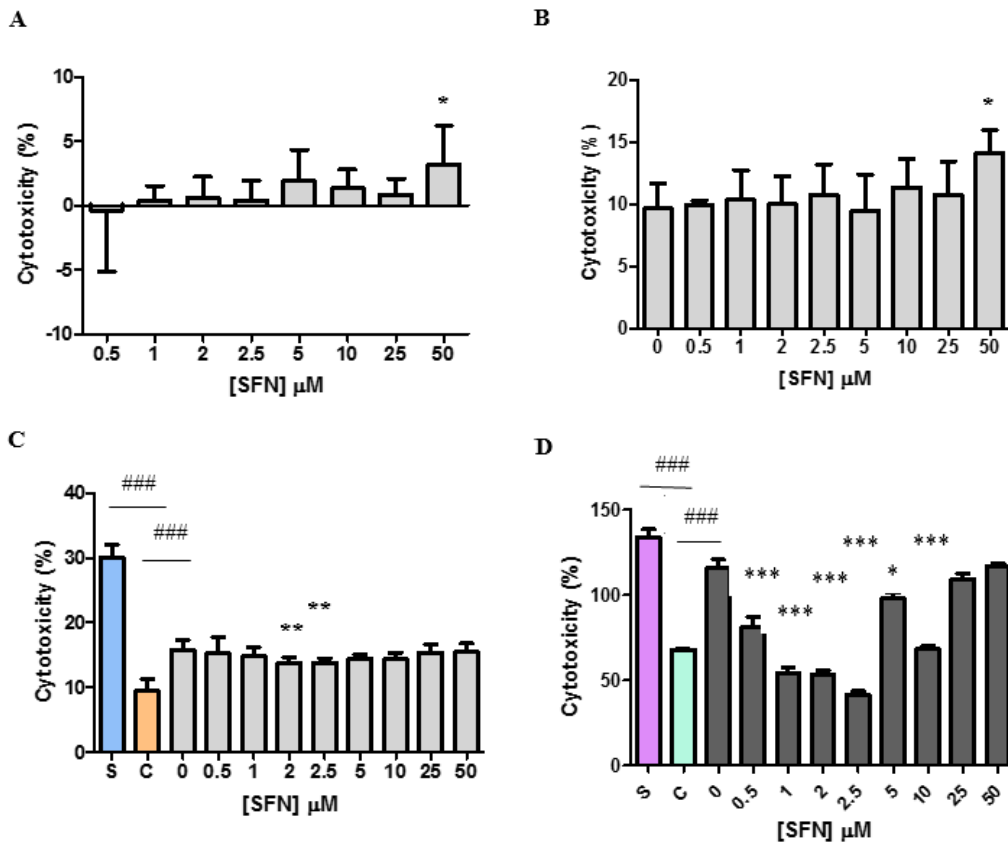 A
Cytotoxicity (%)
10
5
0
-5
-10
0.5 1 2 2.5 5 10 25 50
[SFN] μM
*
B
Cytotoxicity (%)
20
15
10
5
0
0 0.5 1 2 2.5 5 10 25 50
[SFN] μM
*
C
Cytotoxicity (%)
40
30
20
10
0
S C 0 0.5 1 2 2.5 5 10 25 50
[SFN] μM
###
###
**
**
D
Cytotoxicity (%)
150
100
50
0
S C 0 0.5 1 2 2.5 5 10 25 50
[SFN] μM
###
###
***
***
***
***
*
***